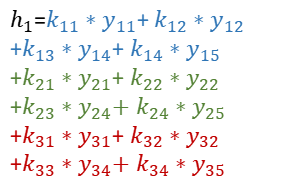 h₁=k₁₁ * y₁₁+ k₁₂ * y₁₂
+k₁₃ * y₁₄+ k₁₄ * y₁₅
+k₂₁ * y₂₁+ k₂₂ * y₂₂
+k₂₃ * y₂₄+ k₂₄ * y₂₅
+k₃₁ * y₃₁+ k₃₂ * y₃₂
+k₃₃ * y₃₄+ k₃₄ * y₃₅